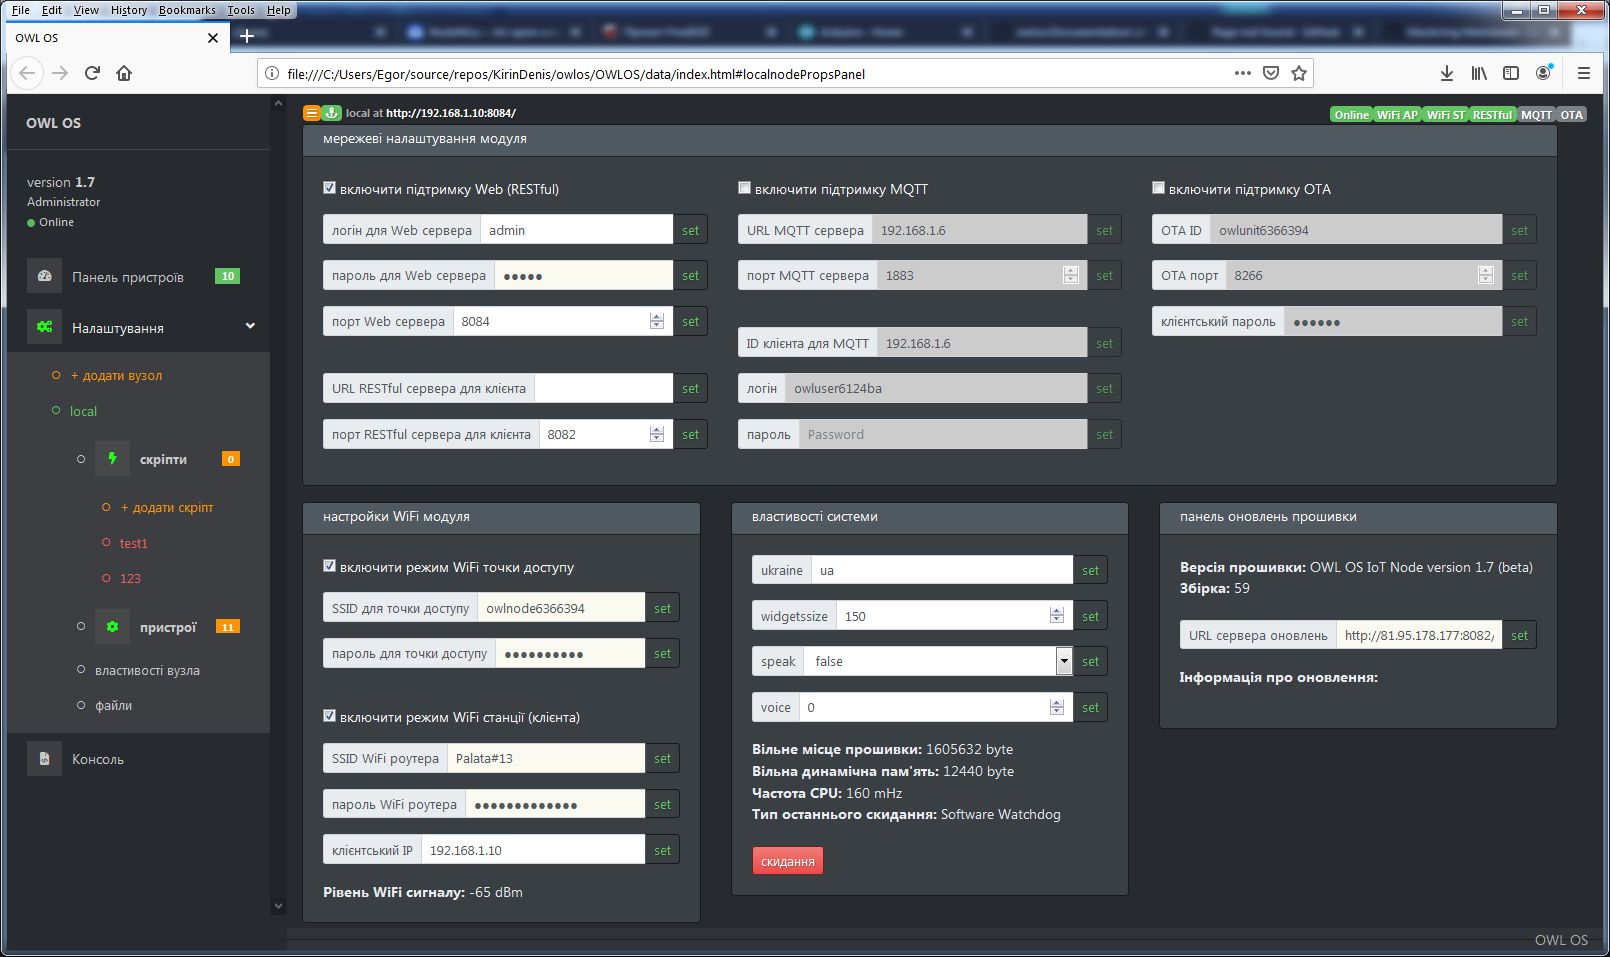 File Edit View History Bookmarks Tools Help
OWL OS
file:///C:/Users/Egor/source/repos/KirinDenis/owlos/OWLOS/data/index.html#localnodePropsPanel
OWL OS
version 1.7
Administrator
Online
Панель пристроїв 10
Налаштування
+ додати вузол
local
скріпти 0
+ додати скріпт
test1
123
пристрої 11
властивості вузла
файли
Консоль
local at http://192.168.1.10:8084/
Online WiFi AP WiFi ST RESTful MQTT OTA
мережеві налаштування модуля
включити підтримку Web (RESTful)
логін для Web сервера admin set
пароль для Web сервера ●●●●● set
порт Web сервера 8084 set
URL RESTful сервера для клієнта set
порт RESTful сервера для клієнта 8082 set
включити підтримку MQTT
URL MQTT сервера 192.168.1.6 set
порт MQTT сервера 1883 set
ID клієнта для MQTT 192.168.1.6 set
логін owluser6124ba set
пароль Password set
включити підтримку OTA
OTA ID owlunit6366394 set
OTA порт 8266 set
клієнтський пароль ●●●●●● set
настройки WiFi модуля
включити режим WiFi точки доступу
SSID для точки доступу owlnode6366394 set
пароль для точки доступу ●●●●●●●●●● set
включити режим WiFi станції (клієнта)
SSID WiFi роутера Palata#13 set
пароль WiFi роутера ●●●●●●●●●●●●● set
клієнтський IP 192.168.1.10 set
Рівень WiFi сигналу: -65 dBm
властивості системи
ukraine ua set
widgetssize 150 set
speak false set
voice 0 set
Вільне місце прошивки: 1605632 byte
Вільна динамічна пам'ять: 12440 byte
Частота CPU: 160 mHz
Тип останнього скидання: Software Watchdog
скидання
панель оновлень прошивки
Версія прошивки: OWL OS IoT Node version 1.7 (beta)
Збірка: 59
URL сервера оновлень http://81.95.178.177:8082/ set
Інформація про оновлення:
OWL OS